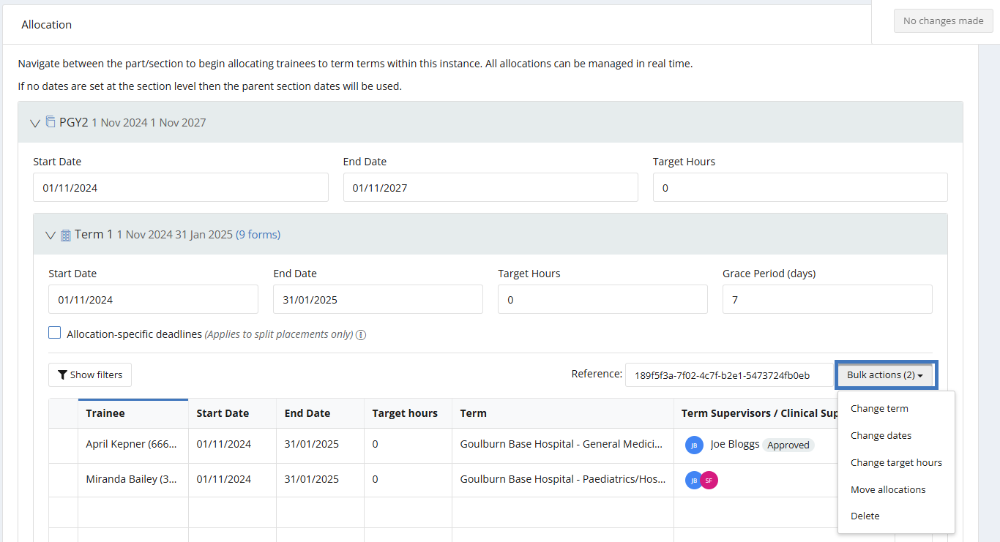 Allocation
No changes made
Navigate between the part/section to begin allocating trainees to term terms within this instance. All allocations can be managed in real time.
If no dates are set at the section level then the parent section dates will be used.
PGY2 1 Nov 2024 1 Nov 2027
Start Date End Date Target Hours
01/11/2024 01/11/2027 0
Term 1 1 Nov 2024 31 Jan 2025 (9 forms)
Start Date End Date Target Hours Grace Period (days)
01/11/2024 31/01/2025 0 7
Allocation-specific deadlines (Applies to split placements only)
Show filters Reference: 189f5f3a-7f02-4c7f-b2e1-5473724fb0eb Bulk actions (2)
Trainee Start Date End Date Target hours Term Term Supervisors / Clinical Sup
April Kepner (666... 01/11/2024 31/01/2025 0 Goulburn Base Hospital - General Medici... JB Joe Bloggs Approved
Miranda Bailey (3... 01/11/2024 31/01/2025 0 Goulburn Base Hospital - Paediatrics/Hos... JB SF
Change term
Change dates
Change target hours
Move allocations
Delete